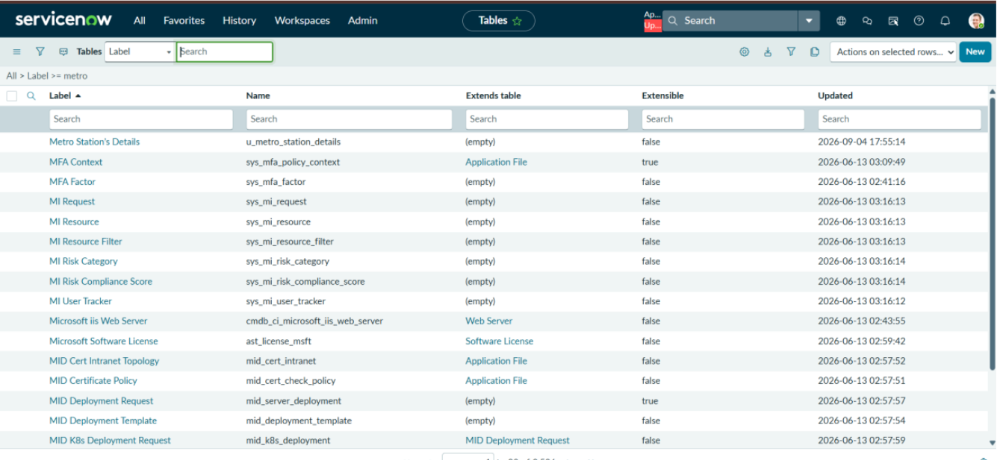 servicenow All Favorites History Workspaces Admin Tables Ap... Search
Up...
Tables Label Search Actions on selected rows... New
All > Label >= metro
Label Name Extends table Extensible Updated
Search Search Search Search Search
Metro Station's Details u_metro_station_details (empty) false 2026-09-04 17:55:14
MFA Context sys_mfa_policy_context Application File true 2026-06-13 03:09:49
MFA Factor sys_mfa_factor (empty) false 2026-06-13 02:41:16
MI Request sys_mi_request (empty) false 2026-06-13 03:16:13
MI Resource sys_mi_resource (empty) false 2026-06-13 03:16:13
MI Resource Filter sys_mi_resource_filter (empty) false 2026-06-13 03:16:13
MI Risk Category sys_mi_risk_category (empty) false 2026-06-13 03:16:14
MI Risk Compliance Score sys_mi_risk_compliance_score (empty) false 2026-06-13 03:16:14
MI User Tracker sys_mi_user_tracker (empty) false 2026-06-13 03:16:12
Microsoft iis Web Server cmdb_ci_microsoft_iis_web_server Web Server false 2026-06-13 02:43:55
Microsoft Software License ast_license_msft Software License false 2026-06-13 02:59:42
MID Cert Intranet Topology mid_cert_intranet Application File false 2026-06-13 02:57:52
MID Certificate Policy mid_cert_check_policy Application File false 2026-06-13 02:57:51
MID Deployment Request mid_server_deployment (empty) true 2026-06-13 02:57:57
MID Deployment Template mid_deployment_template (empty) false 2026-06-13 02:57:54
MID K8s Deployment Request mid_k8s_deployment MID Deployment Request false 2026-06-13 02:57:59